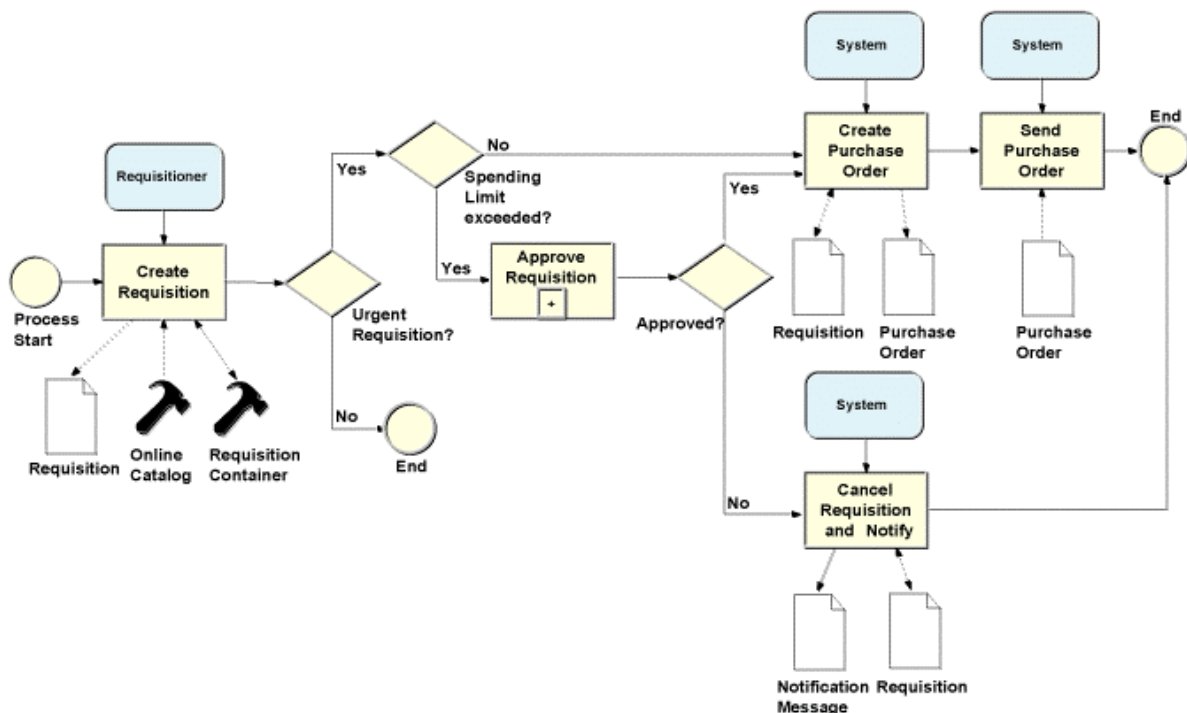 System
System
Create
Purchase
Order
Send
Purchase
Order
End
Requisitioner
Yes
No
Spending
Limit
exceeded?
Yes
Create
Requisition
Process
Start
Urgent
Requisition?
Yes
Approve
Requisition
+
Approved?
Requisition
Purchase
Order
Purchase
Order
Requisition
Online
Catalog
Requisition
Container
No
End
System
No
Cancel
Requisition
and Notify
Notification
Message
Requisition